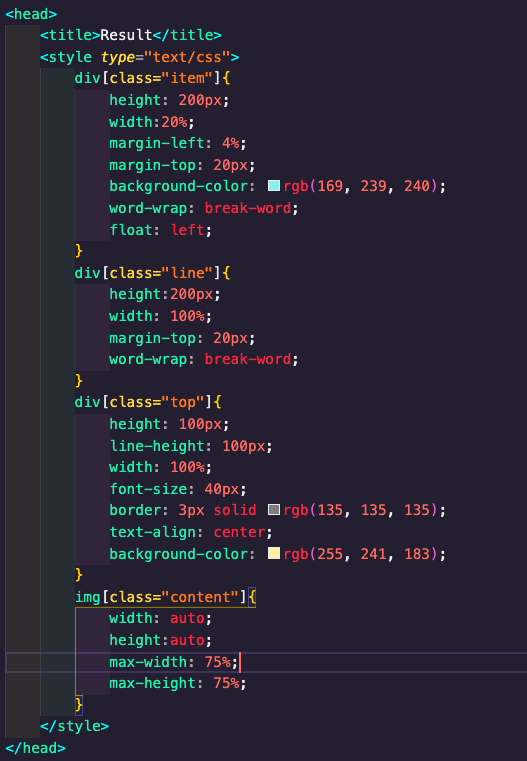 <head>
    <title>Result</title>
    <style type="text/css">
        div[class="item"]{
            height: 200px;
            width:20%;
            margin-left: 4%;
            margin-top: 20px;
            background-color: rgb(169, 239, 240);
            word-wrap: break-word;
            float: left;
        }
        div[class="line"]{
            height:200px;
            width: 100%;
            margin-top: 20px;
            word-wrap: break-word;
        }
        div[class="top"]{
            height: 100px;
            line-height: 100px;
            width: 100%;
            font-size: 40px;
            border: 3px solid rgb(135, 135, 135);
            text-align: center;
            background-color: rgb(255, 241, 183);
        }
        img[class="content"]{
            width: auto;
            height:auto;
            max-width: 75%;
            max-height: 75%;
        }
    </style>
</head>